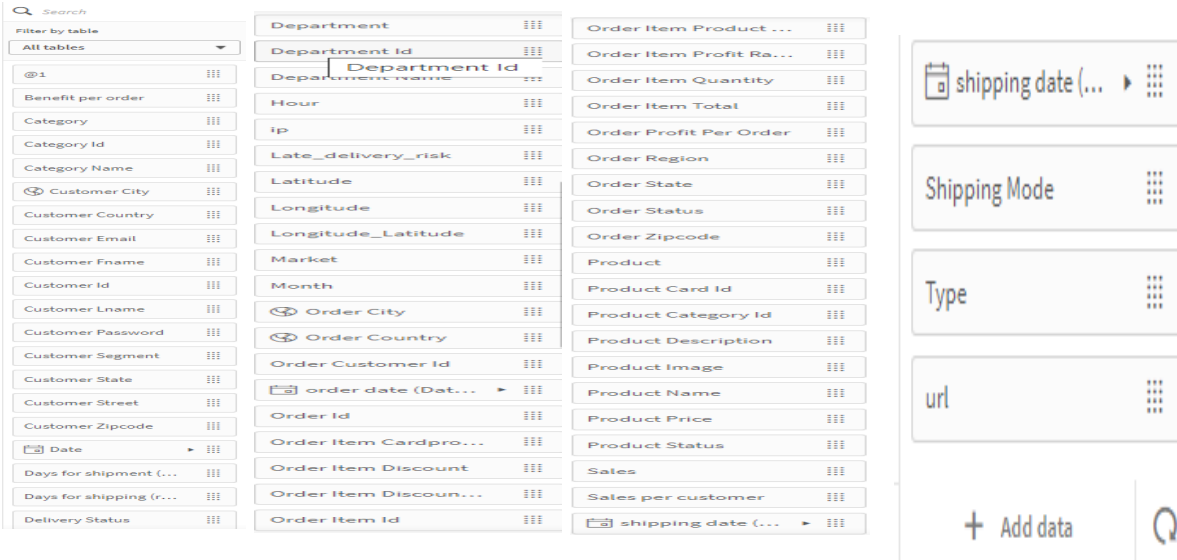 Search
Filter by table
All tables
@1
Benefit per order
Category
Category Id
Category Name
Customer City
Customer Country
Customer Email
Customer Fname
Customer Id
Customer Lname
Customer Password
Customer Segment
Customer State
Customer Street
Customer Zipcode
Date
Days for shipment (...
Days for shipping (r...
Delivery Status
Department
Department Id
Department Id
Department Name
Hour
ip
Late_delivery_risk
Latitude
Longitude
Longitude_Latitude
Market
Month
Order City
Order Country
Order Customer Id
order date (Dat...
Order Id
Order Item Cardpro...
Order Item Discount
Order Item Discoun...
Order Item Id
Order Item Product ...
Order Item Profit Ra...
Order Item Quantity
Order Item Total
Order Profit Per Order
Order Region
Order State
Order Status
Order Zipcode
Product
Product Card Id
Product Category Id
Product Description
Product Image
Product Name
Product Price
Product Status
Sales
Sales per customer
shipping date (...
shipping date (...
Shipping Mode
Type
url
+ Add data